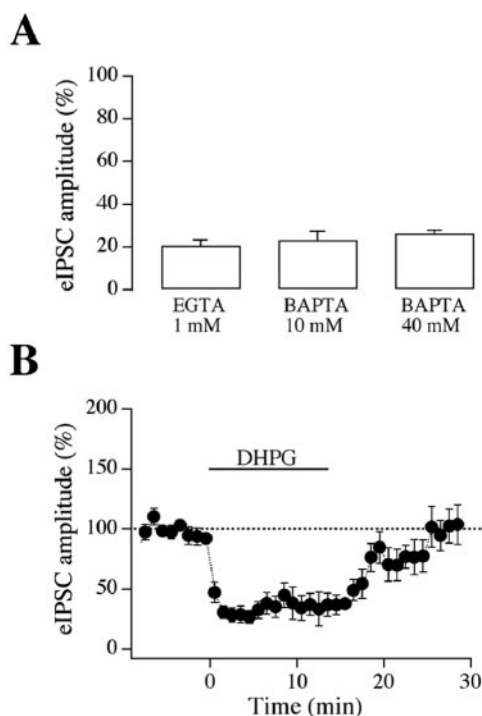 A
100
80
60
40
20
0
eIPSC amplitude (%)
EGTA
1 mM
BAPTA
10 mM
BAPTA
40 mM
B
200
150
100
50
0
eIPSC amplitude (%)
DHPG
0
10
20
30
Time (min)